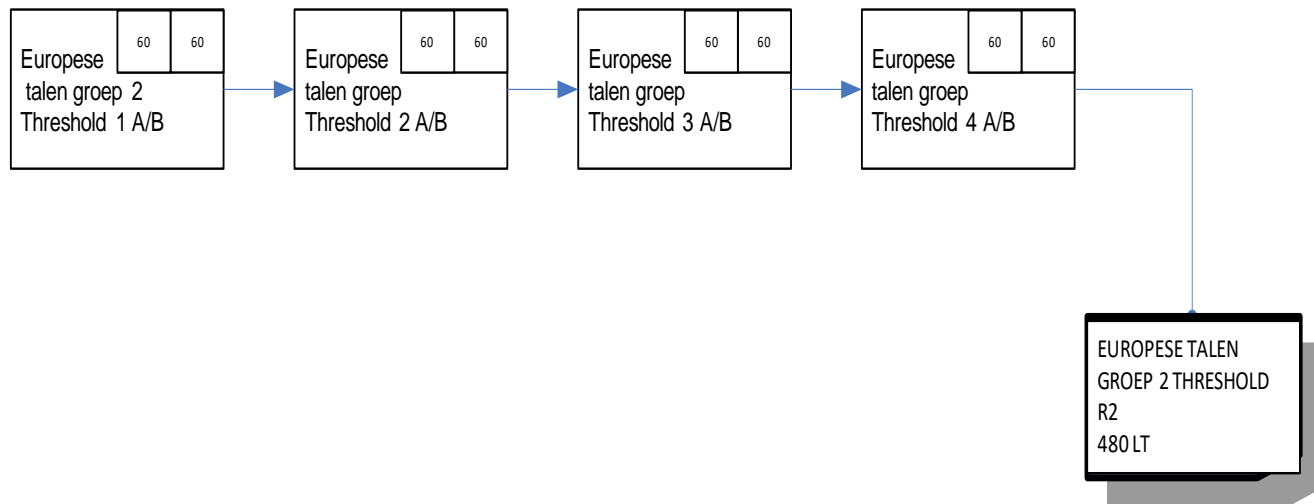 60 60
Europese
talen groep 2
Threshold 1 A/B
60 60
Europese
talen groep
Threshold 2 A/B
60 60
Europese
talen groep
Threshold 3 A/B
60 60
Europese
talen groep
Threshold 4 A/B
EUROPESE TALEN
GROEP 2 THRESHOLD
R2
480 LT